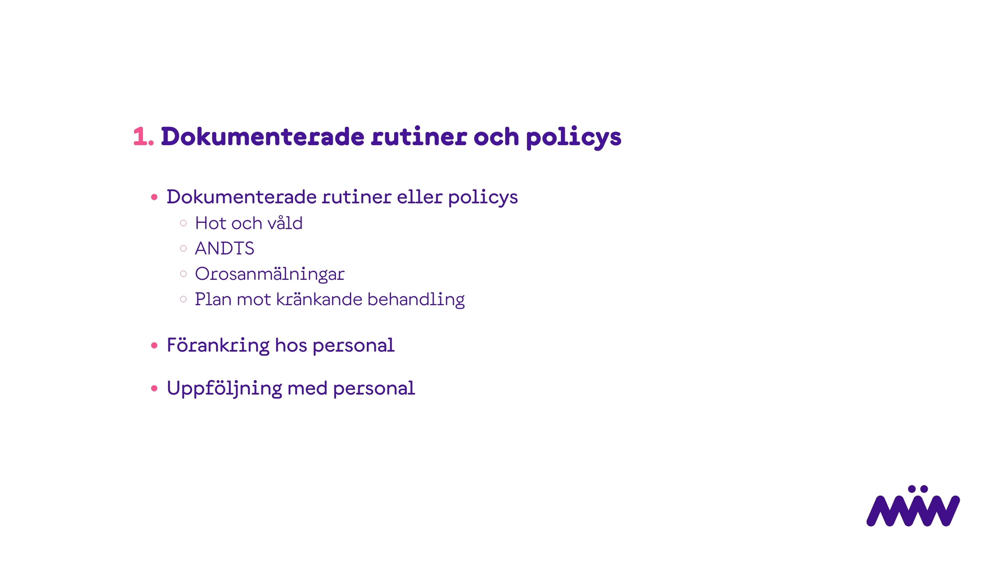 1. Dokumenterade rutiner och policys
• Dokumenterade rutiner eller policys
○ Hot och våld
○ ANDTS
○ Orosanmälningar
○ Plan mot kränkande behandling
• Förankring hos personal
• Uppföljning med personal